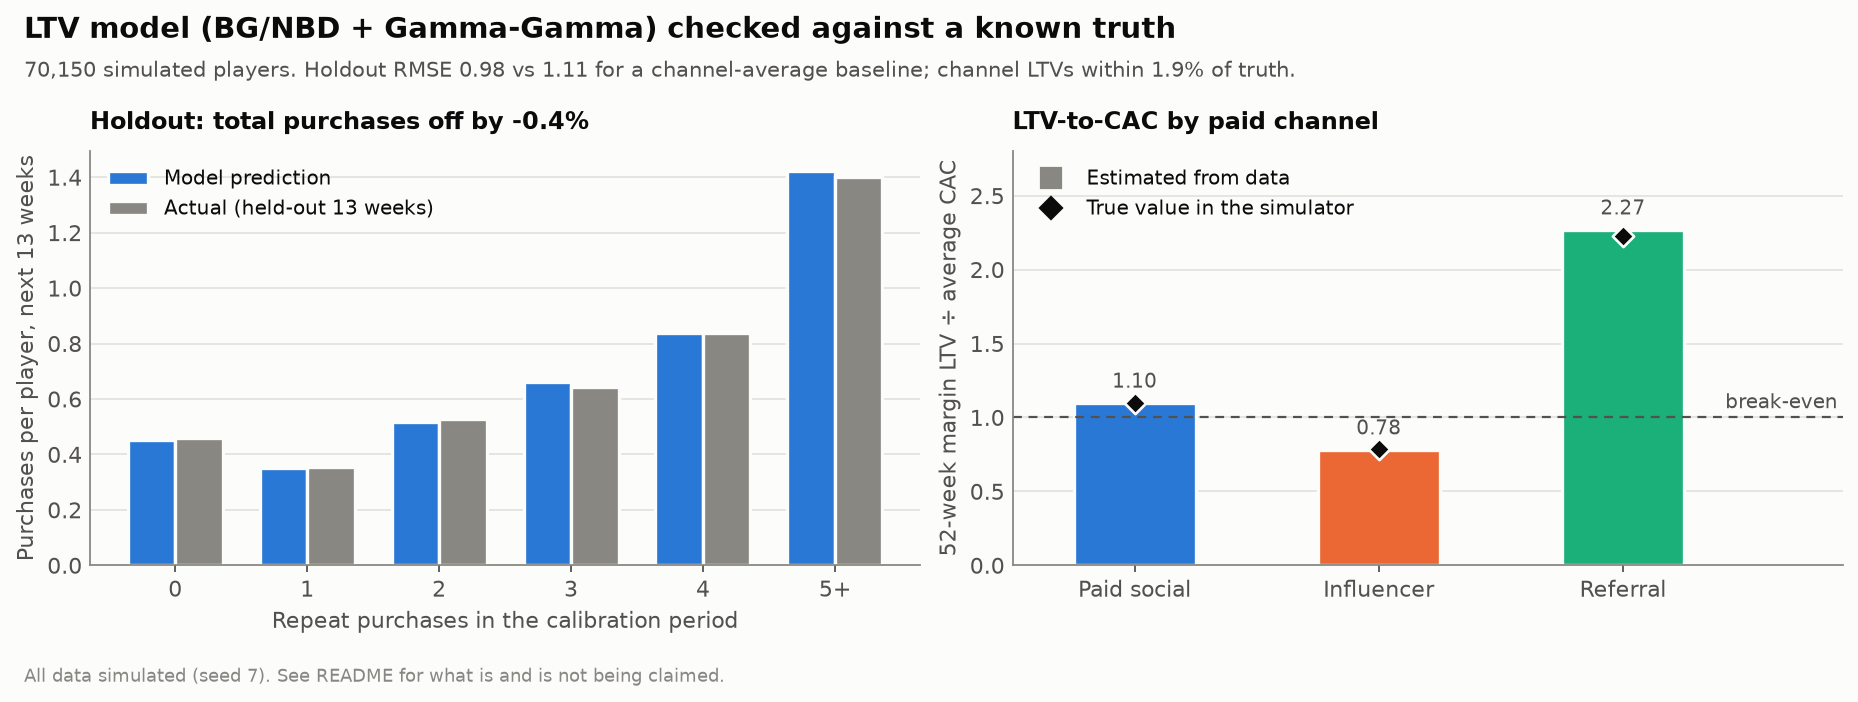 LTV model (BG/NBD + Gamma-Gamma) checked against a known truth
70,150 simulated players. Holdout RMSE 0.98 vs 1.11 for a channel-average baseline; channel LTVs within 1.9% of truth.
Holdout: total purchases off by -0.4%
Purchases per player, next 13 weeks
1.4
1.2
1.0
0.8
0.6
0.4
0.2
0.0
Model prediction
Actual (held-out 13 weeks)
0 1 2 3 4 5+
Repeat purchases in the calibration period
LTV-to-CAC by paid channel
52-week margin LTV ÷ average CAC
2.5
2.0
1.5
1.0
0.5
0.0
Estimated from data
True value in the simulator
2.27
1.10
break-even
0.78
Paid social Influencer Referral
All data simulated (seed 7). See README for what is and is not being claimed.